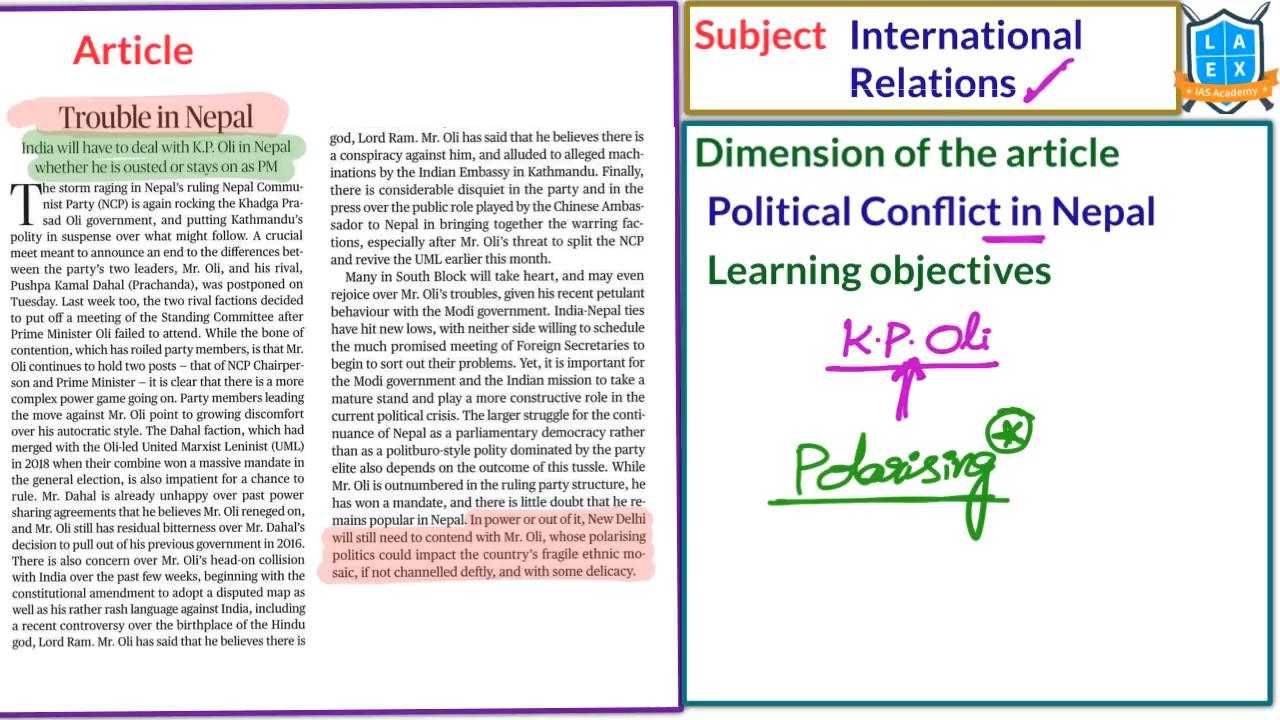 Article
Trouble in Nepal
India will have to deal with K.P. Oli in Nepal
whether he is ousted or stays on as PM
The storm raging in Nepal's ruling Nepal Commu-
nist Party (NCP) is again rocking the Khadga Pra-
sad Oli government, and putting Kathmandu's
polity in suspense over what might follow. A crucial
meet meant to announce an end to the differences bet-
ween the party's two leaders, Mr. Oli, and his rival,
Pushpa Kamal Dahal (Prachanda), was postponed on
Tuesday. Last week too, the two rival factions decided
to put off a meeting of the Standing Committee after
Prime Minister Oli failed to attend. While the bone of
contention, which has roiled party members, is that Mr.
Oli continues to hold two posts – that of NCP Chairper-
son and Prime Minister – it is clear that there is a more
complex power game going on. Party members leading
the move against Mr. Oli point to growing discomfort
over his autocratic style. The Dahal faction, which had
merged with the Oli-led United Marxist Leninist (UML)
in 2018 when their combine won a massive mandate in
the general election, is also impatient for a chance to
rule. Mr. Dahal is already unhappy over past power
sharing agreements that he believes Mr. Oli reneged on,
and Mr. Oli still has residual bitterness over Mr. Dahal's
decision to pull out of his previous government in 2016.
There is also concern over Mr. Oli's head-on collision
with India over the past few weeks, beginning with the
constitutional amendment to adopt a disputed map as
well as his rather rash language against India, including
a recent controversy over the birthplace of the Hindu
god, Lord Ram. Mr. Oli has said that he believes there is
god, Lord Ram. Mr. Oli has said that he believes there is
a conspiracy against him, and alluded to alleged mach-
inations by the Indian Embassy in Kathmandu. Finally,
there is considerable disquiet in the party and in the
press over the public role played by the Chinese Ambas-
sador to Nepal in bringing together the warring fac-
tions, especially after Mr. Oli's threat to split the NCP
and revive the UML earlier this month.
Many in South Block will take heart, and may even
rejoice over Mr. Oli's troubles, given his recent petulant
behaviour with the Modi government. India-Nepal ties
have hit new lows, with neither side willing to schedule
the much promised meeting of Foreign Secretaries to
begin to sort out their problems. Yet, it is important for
the Modi government and the Indian mission to take a
mature stand and play a more constructive role in the
current political crisis. The larger struggle for the conti-
nuance of Nepal as a parliamentary democracy rather
than as a politburo-style polity dominated by the party
elite also depends on the outcome of this tussle. While
Mr. Oli is outnumbered in the ruling party structure, he
has won a mandate, and there is little doubt that he re-
mains popular in Nepal. In power or out of it, New Delhi
will still need to contend with Mr. Oli, whose polarising
politics could impact the country's fragile ethnic mo-
saic, if not channelled deftly, and with some delicacy.
Subject International
Relations
L A
E X
IAS Academy
Dimension of the article
Political Conflict in Nepal
Learning objectives
K.P. Oli
Polarising